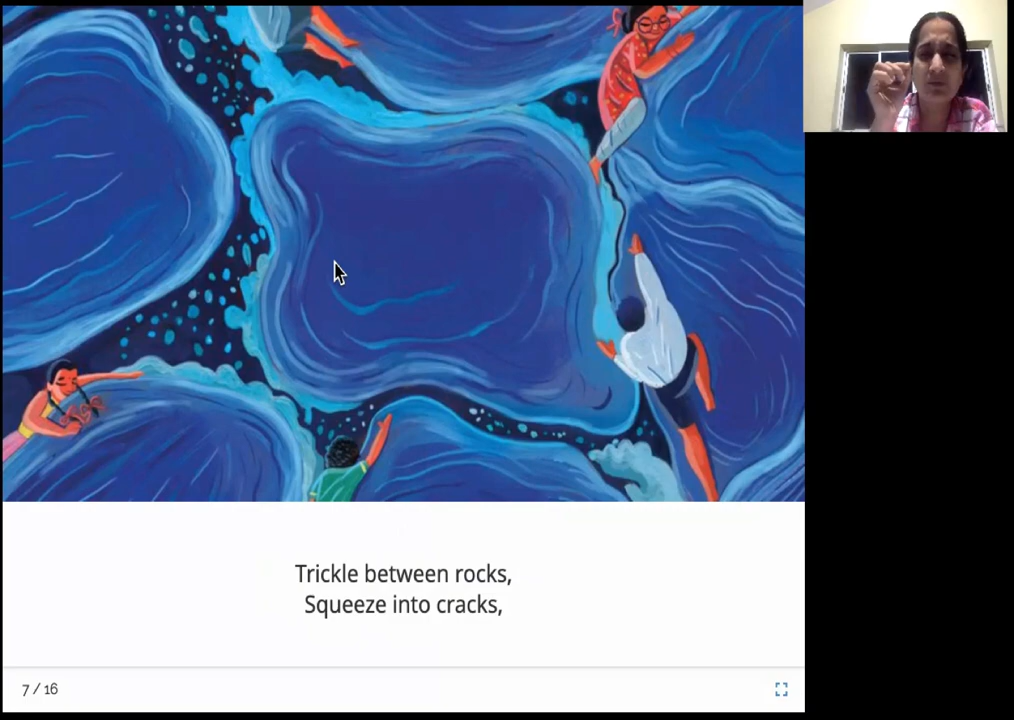 Trickle between rocks,
Squeeze into cracks,
7 / 16